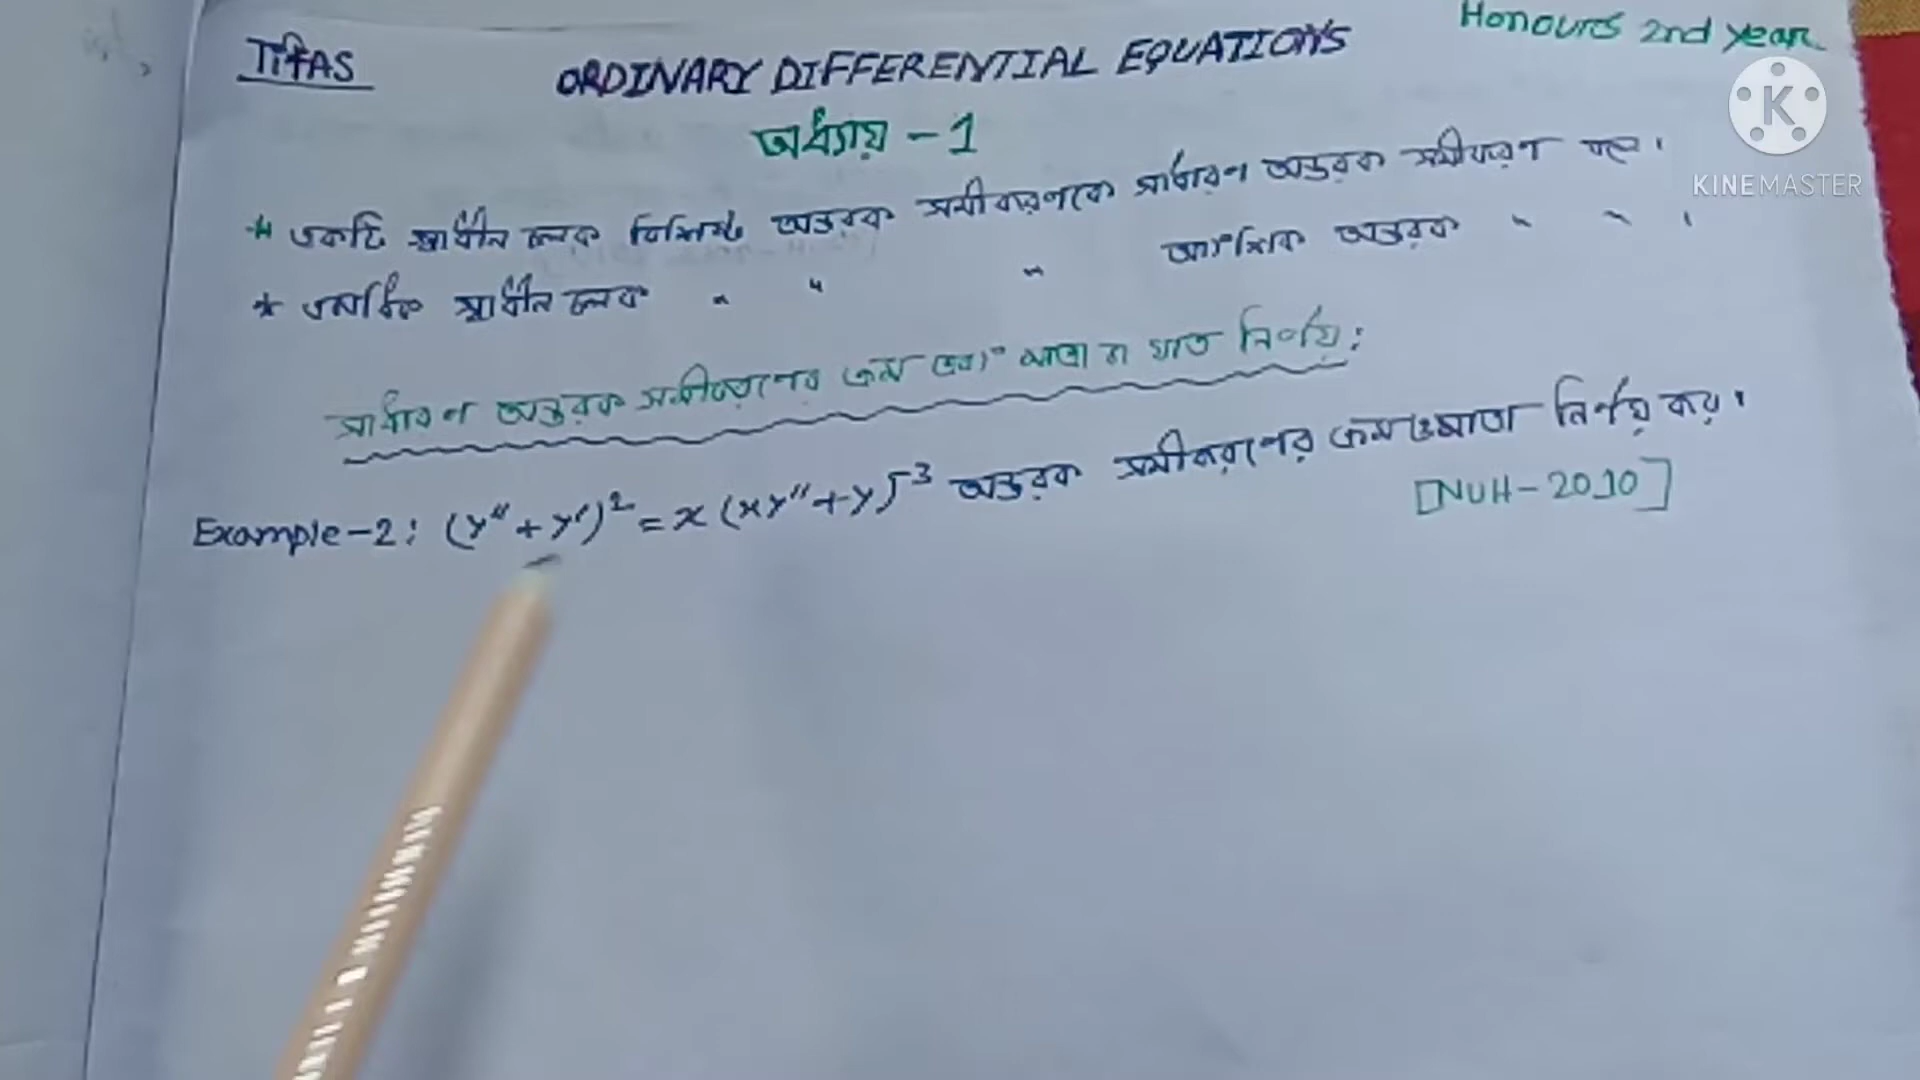 Honours 2nd year
TifAS
ORDINARY DIFFERENTIAL EQUATIONS
অধ্যায় - 1
KINEMASTER
* একটি স্বাধীন চলক বিশিষ্ট অন্তরক সমীকরণকে সাধারণ অন্তরক সমীকরণ বলে।
* একাধিক স্বাধীন চলক " " " আংশিক অন্তরক " " ।
সাধারণ অন্তরক সমীকরণের ক্রম এবং মাত্রা বা ঘাত নির্ণয়:
Example-2: (y'' + y')² = x (xy'' + y)^-3 অন্তরক সমীকরণের ক্রম ও মাত্রা নির্ণয় কর।
[NUH-2010]